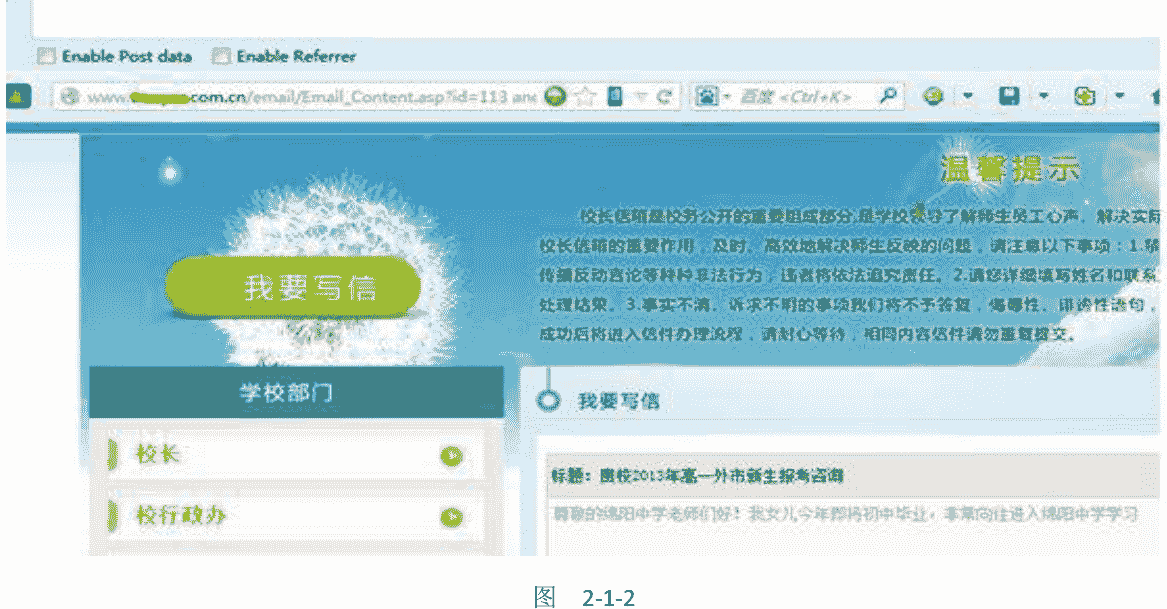 Enable Post data Enable Referrer
www. .com.cn/email/Email_Content.asp?id=113 and 百度 <Ctrl+K>
温馨提示
校长信箱是校务公开的重要组成部分,是学校领导了解师生员工心声、解决实际
校长信箱的重要作用，及时、高效地解决师生反映的问题，请注意以下事项：1.
传播反动言论等种种非法行为，违者将依法追究责任。2.请您详细填写姓名和联系
我要写信
处理结果。3.事实不清、诉求不明的事项我们将不予答复，侮辱性、诽谤性语句，
成功后将进入信件办理流程，请耐心等待，相同内容信件请勿重复提交。
学校部门
我要写信
校长
标题：贵校2013年高一外市新生报考咨询
校行政办
尊敬的绵阳中学老师们好！我女儿今年即将初中毕业，非常向往进入绵阳中学学习
图 2-1-2